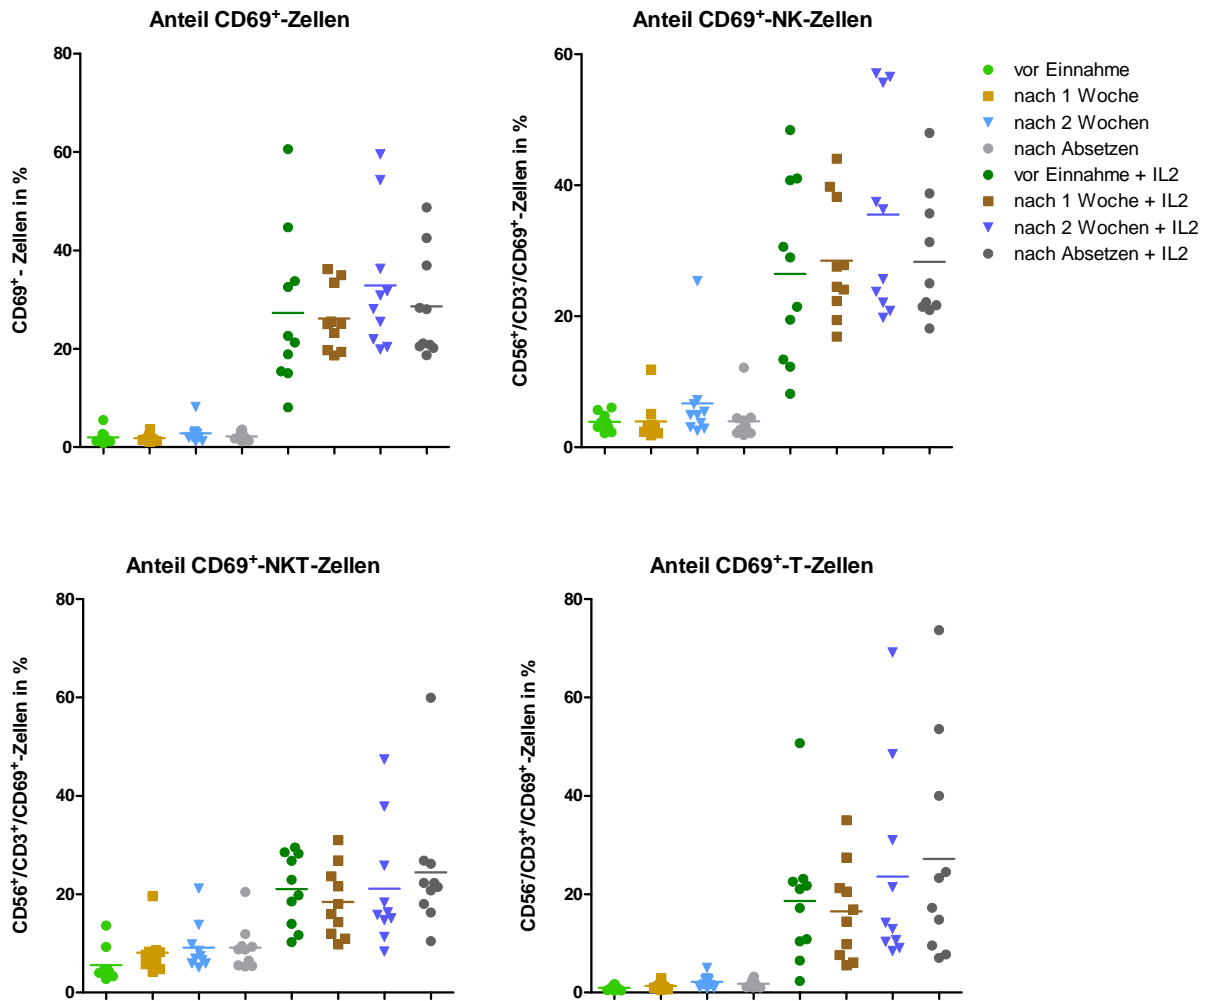 Anteil CD69⁺-Zellen
CD69⁺- Zellen in %
80
60
40
20
0
Anteil CD69⁺-NK-Zellen
CD56⁺/CD3⁻/CD69⁺-Zellen in %
60
40
20
0
vor Einnahme
nach 1 Woche
nach 2 Wochen
nach Absetzen
vor Einnahme + IL2
nach 1 Woche + IL2
nach 2 Wochen + IL2
nach Absetzen + IL2
Anteil CD69⁺-NKT-Zellen
CD56⁺/CD3⁺/CD69⁺-Zellen in %
80
60
40
20
0
Anteil CD69⁺-T-Zellen
CD56⁻/CD3⁺/CD69⁺-Zellen in %
80
60
40
20
0